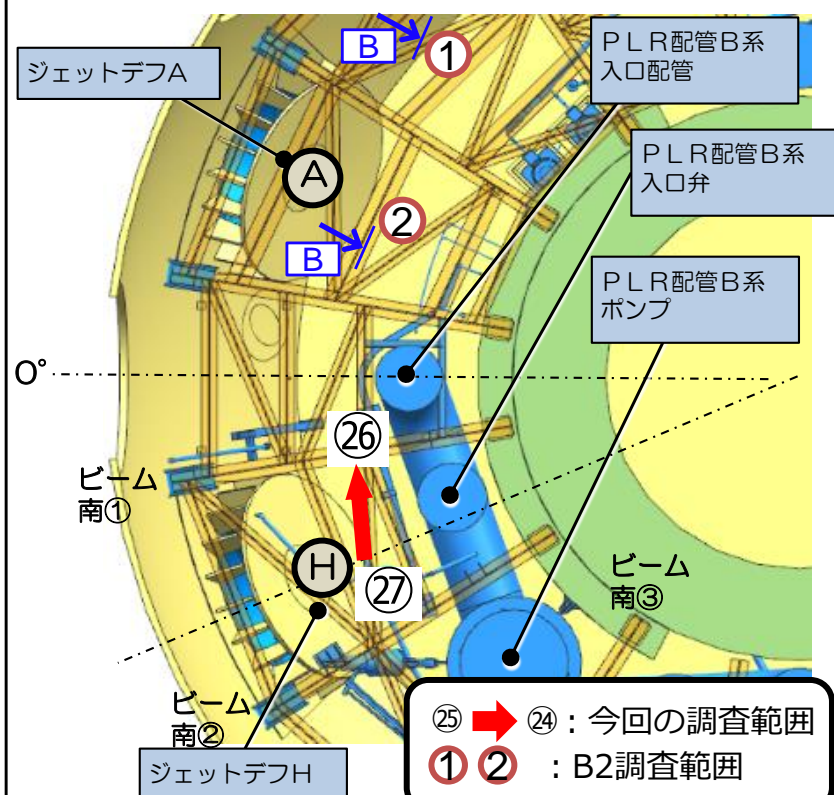 B
①
ジェットデフA
PLR配管B系
入口配管
A
②
B
PLR配管B系
入口弁
PLR配管B系
ポンプ
0°
㉖
ビーム
南①
H
㉗
ビーム
南③
ビーム
南②
ジェットデフH
㉕ ㉔：今回の調査範囲
① ②：B2調査範囲